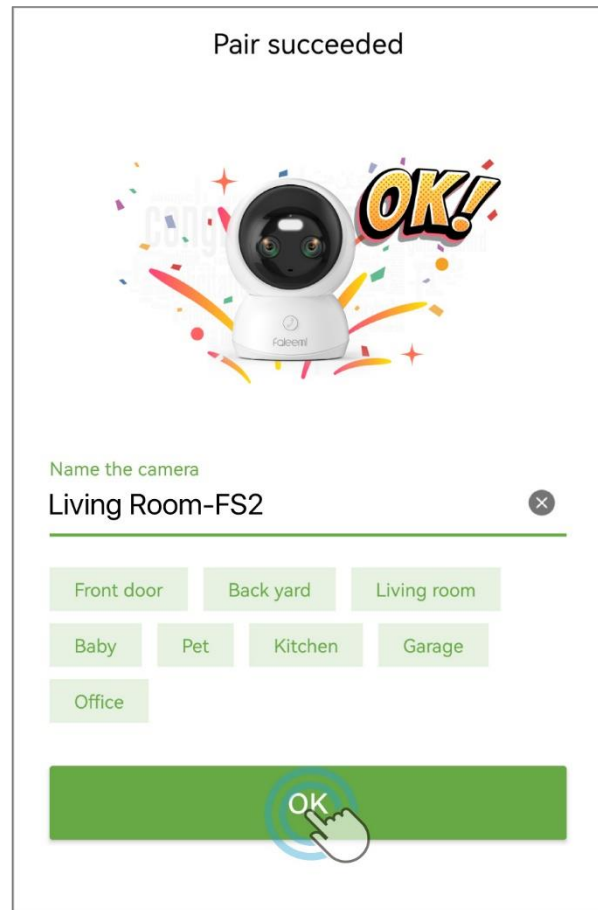 Pair succeeded
OK!
Faleemi
Name the camera
Living Room-FS2
Front door Back yard Living room
Baby Pet Kitchen Garage
Office
OK